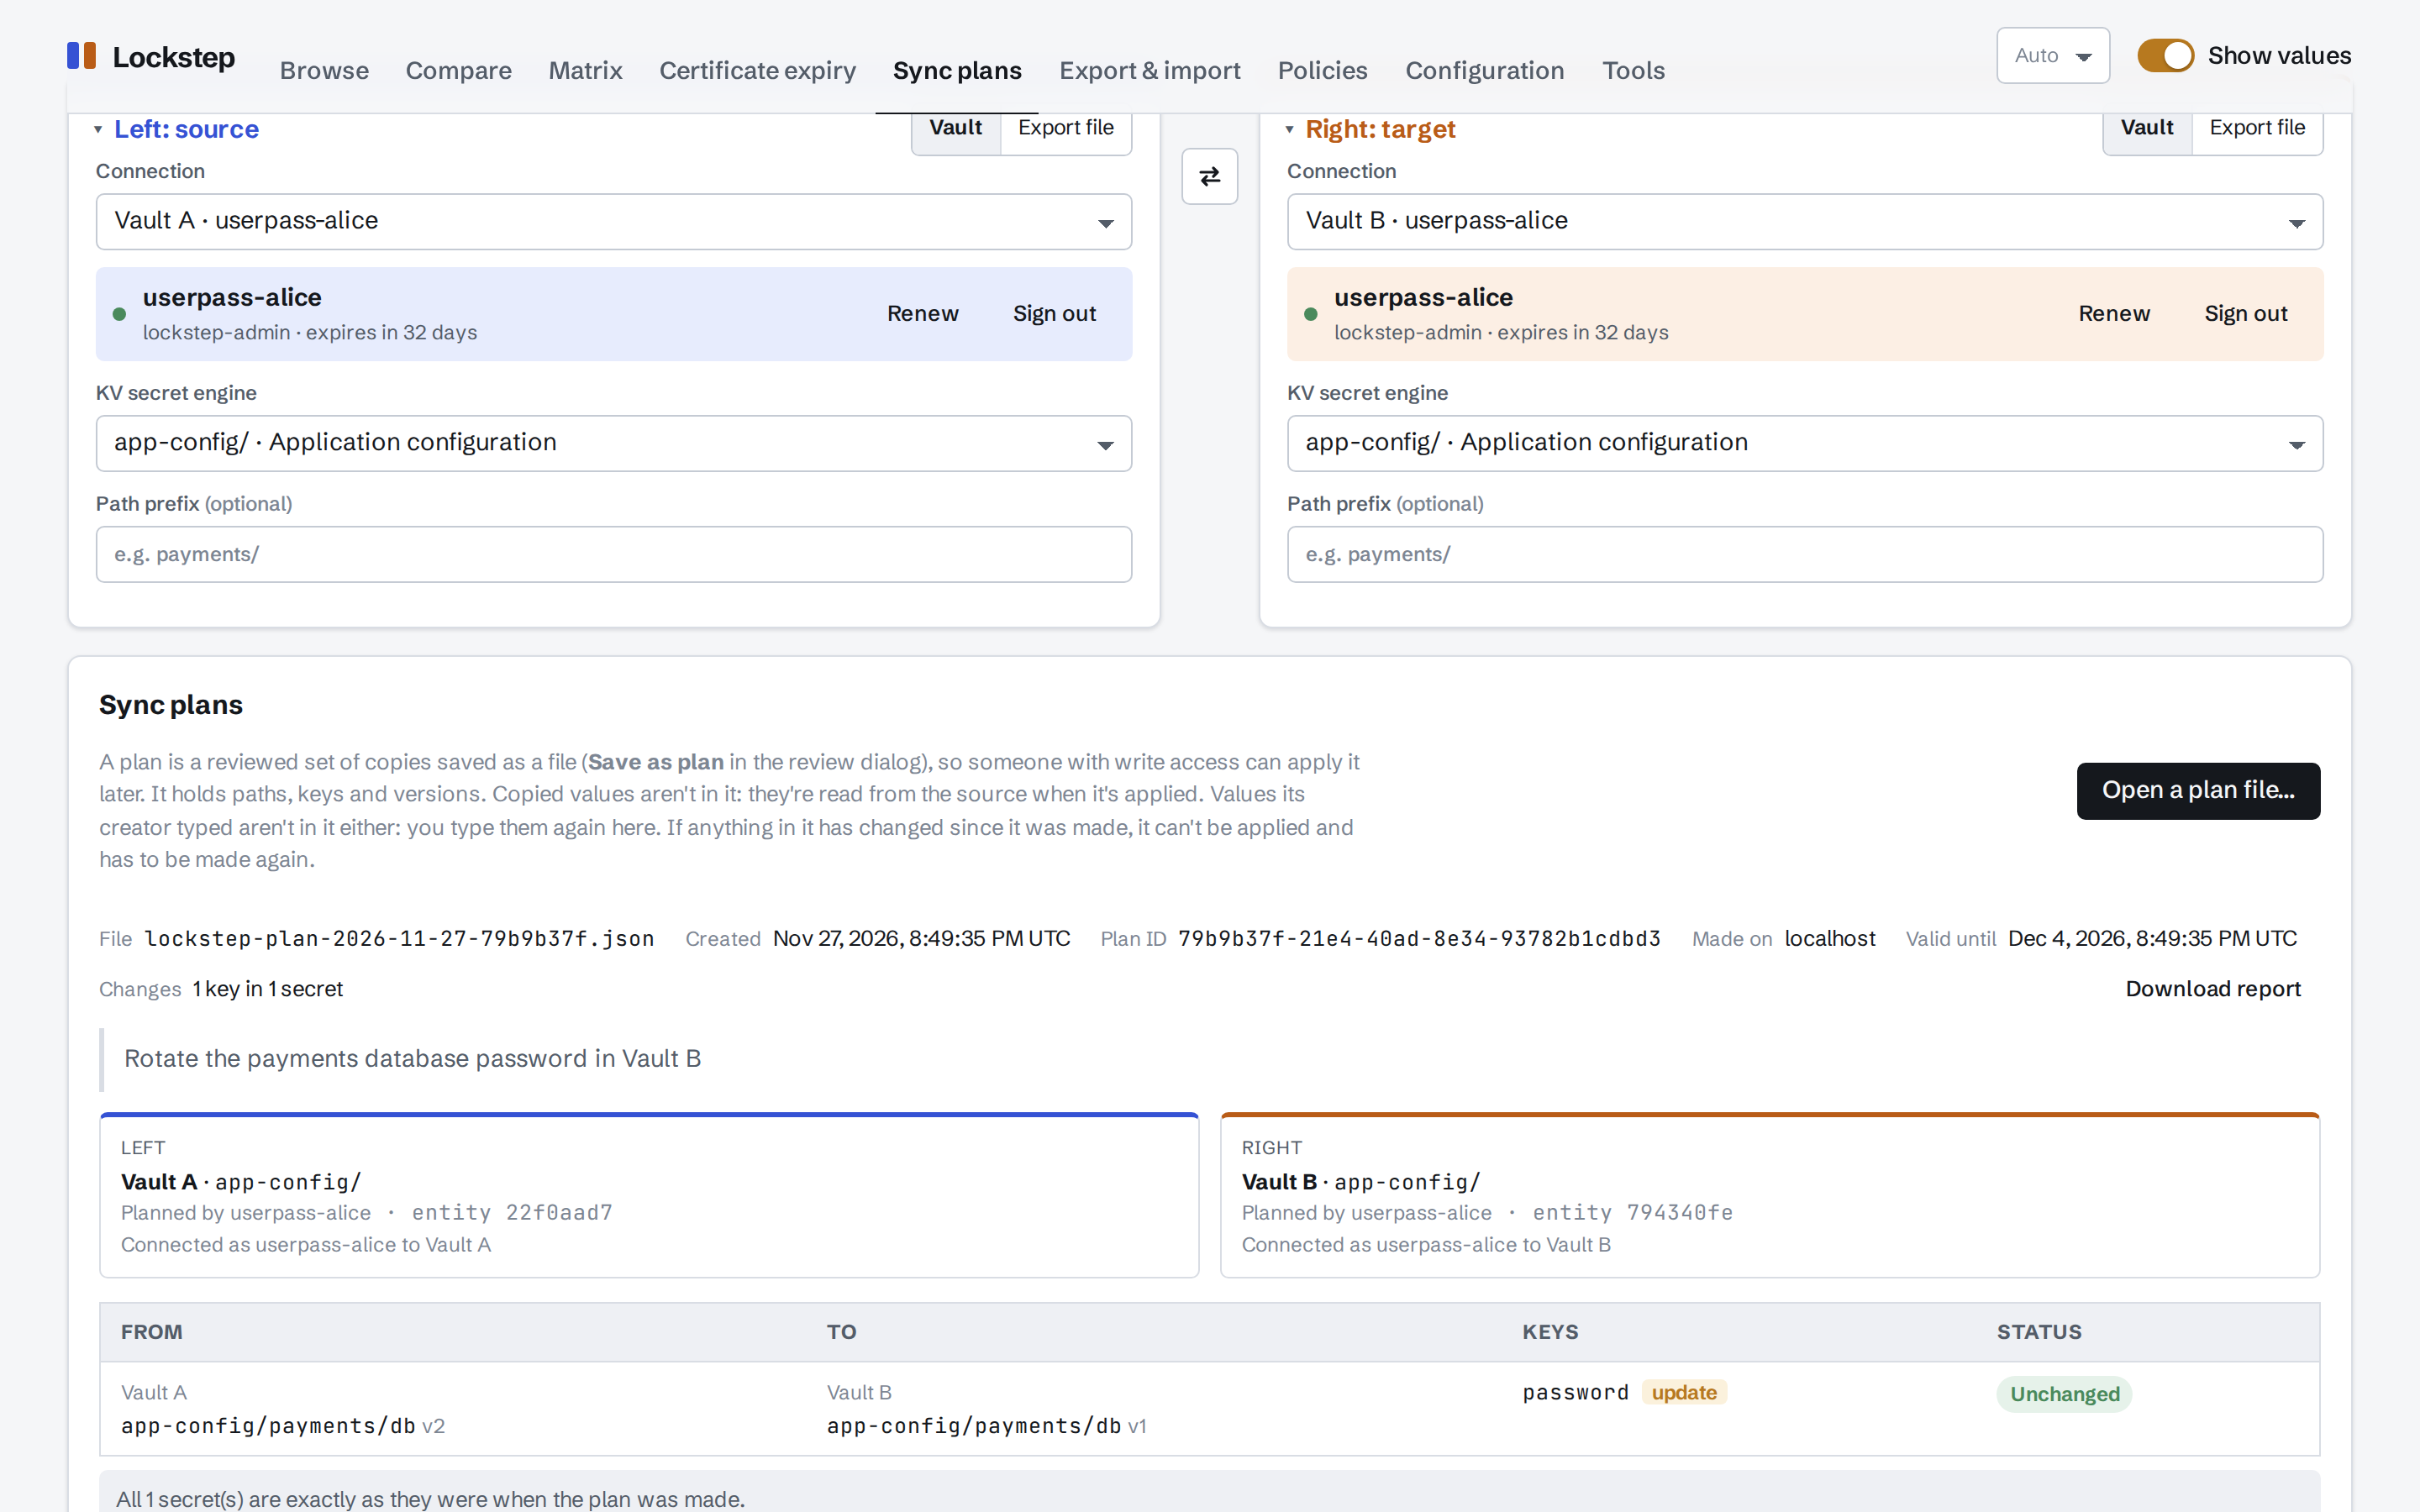 Lockstep
Browse
Compare
Matrix
Certificate expiry
Sync plans
Export & import
Policies
Configuration
Tools
Auto
Show values
Left: source
Vault
Export file
Connection
Vault A · userpass-alice
userpass-alice
lockstep-admin · expires in 32 days
Renew
Sign out
KV secret engine
app-config/ · Application configuration
Path prefix (optional)
e.g. payments/
Right: target
Vault
Export file
Connection
Vault B · userpass-alice
userpass-alice
lockstep-admin · expires in 32 days
Renew
Sign out
KV secret engine
app-config/ · Application configuration
Path prefix (optional)
e.g. payments/
Sync plans
A plan is a reviewed set of copies saved as a file (Save as plan in the review dialog), so someone with write access can apply it
later. It holds paths, keys and versions. Copied values aren't in it: they're read from the source when it's applied. Values its
creator typed aren't in it either: you type them again here. If anything in it has changed since it was made, it can't be applied and
has to be made again.
Open a plan file...
File lockstep-plan-2026-11-27-79b9b37f.json Created Nov 27, 2026, 8:49:35 PM UTC Plan ID 79b9b37f-21e4-40ad-8e34-93782b1cdbd3 Made on localhost Valid until Dec 4, 2026, 8:49:35 PM UTC
Changes 1 key in 1 secret
Download report
Rotate the payments database password in Vault B
LEFT
Vault A · app-config/
Planned by userpass-alice · entity 22f0aad7
Connected as userpass-alice to Vault A
RIGHT
Vault B · app-config/
Planned by userpass-alice · entity 794340fe
Connected as userpass-alice to Vault B
FROM TO KEYS STATUS
Vault A
app-config/payments/db v2
Vault B
app-config/payments/db v1
password update
Unchanged
All 1 secret(s) are exactly as they were when the plan was made.